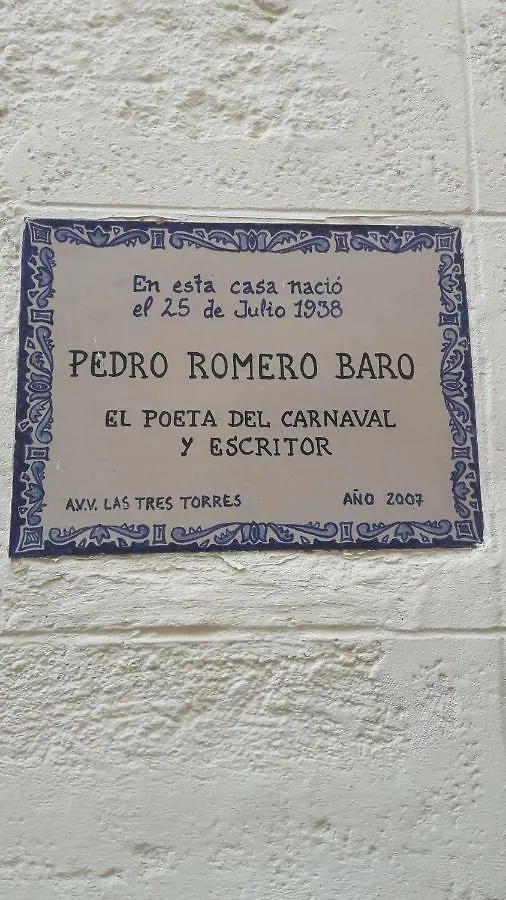 En esta casa nació
el 25 de Julio 1938
PEDRO ROMERO BARO
EL POETA DEL CARNAVAL
Y ESCRITOR
A.V.V. LAS TRES TORRES AÑO 2007